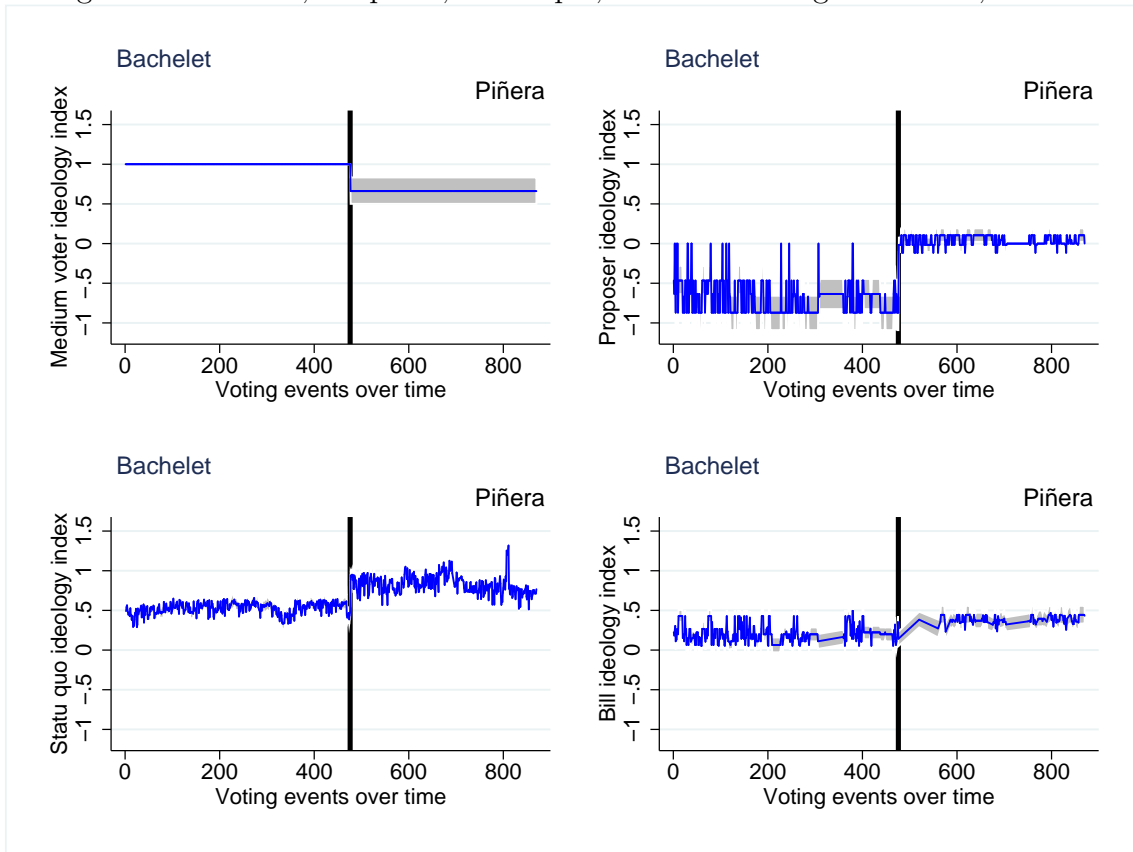 Bachelet
Piñera
Medium voter ideology index
−1 −.5 0 .5 1 1.5
0 200 400 600 800
Voting events over time
Bachelet
Piñera
Proposer ideology index
−1 −.5 0 .5 1 1.5
0 200 400 600 800
Voting events over time
Bachelet
Piñera
Statu quo ideology index
−1 −.5 0 .5 1 1.5
0 200 400 600 800
Voting events over time
Bachelet
Piñera
Bill ideology index
−1 −.5 0 .5 1 1.5
0 200 400 600 800
Voting events over time